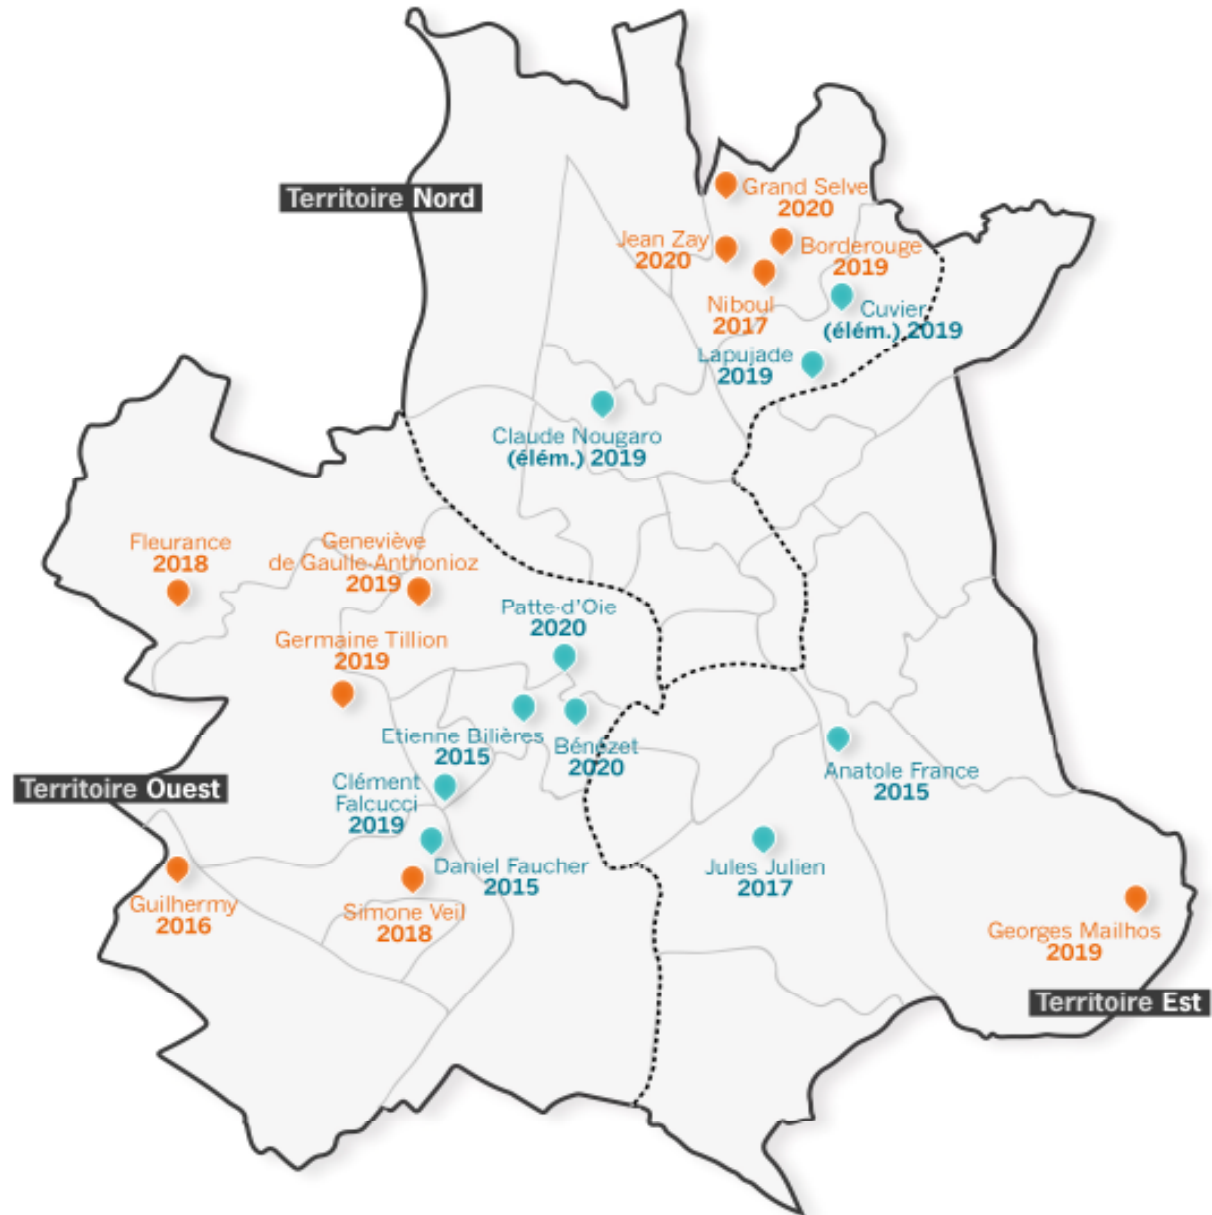 Territoire Nord
Grand Selve
2020
Jean Zay
2020
Borderouge
2019
Niboul
2017
Cuvier
(élém.) 2019
Lapujade
2019
Claude Nougaro
(élém.) 2019
Fleurance
2018
Geneviève
de Gaulle-Anthonioz
2019
Patte-d'Oie
2020
Germaine Tillion
2019
Etienne Bilières
2015
Bénézet
2020
Territoire Ouest
Clément
Falcucci
2019
Anatole France
2015
Daniel Faucher
2015
Jules Julien
2017
Guilhermy
2016
Simone Veil
2018
Georges Mailhos
2019
Territoire Est